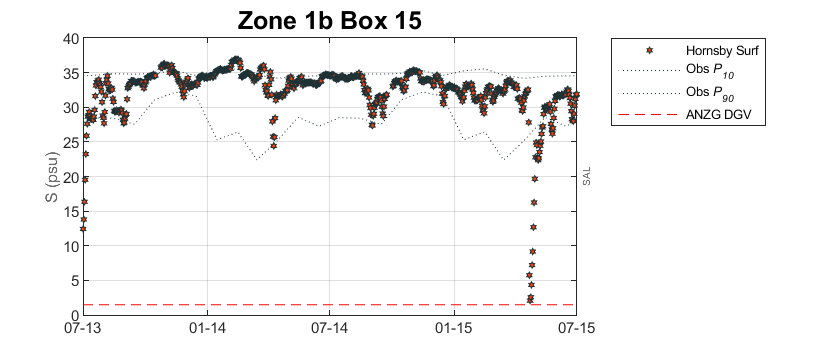 Zone 1b Box 15
40
35
30
25
20
15
10
5
0
S (psu)
07-13
01-14
07-14
01-15
07-15
SAL
Hornsby Surf
Obs P10
Obs P90
ANZG DGV